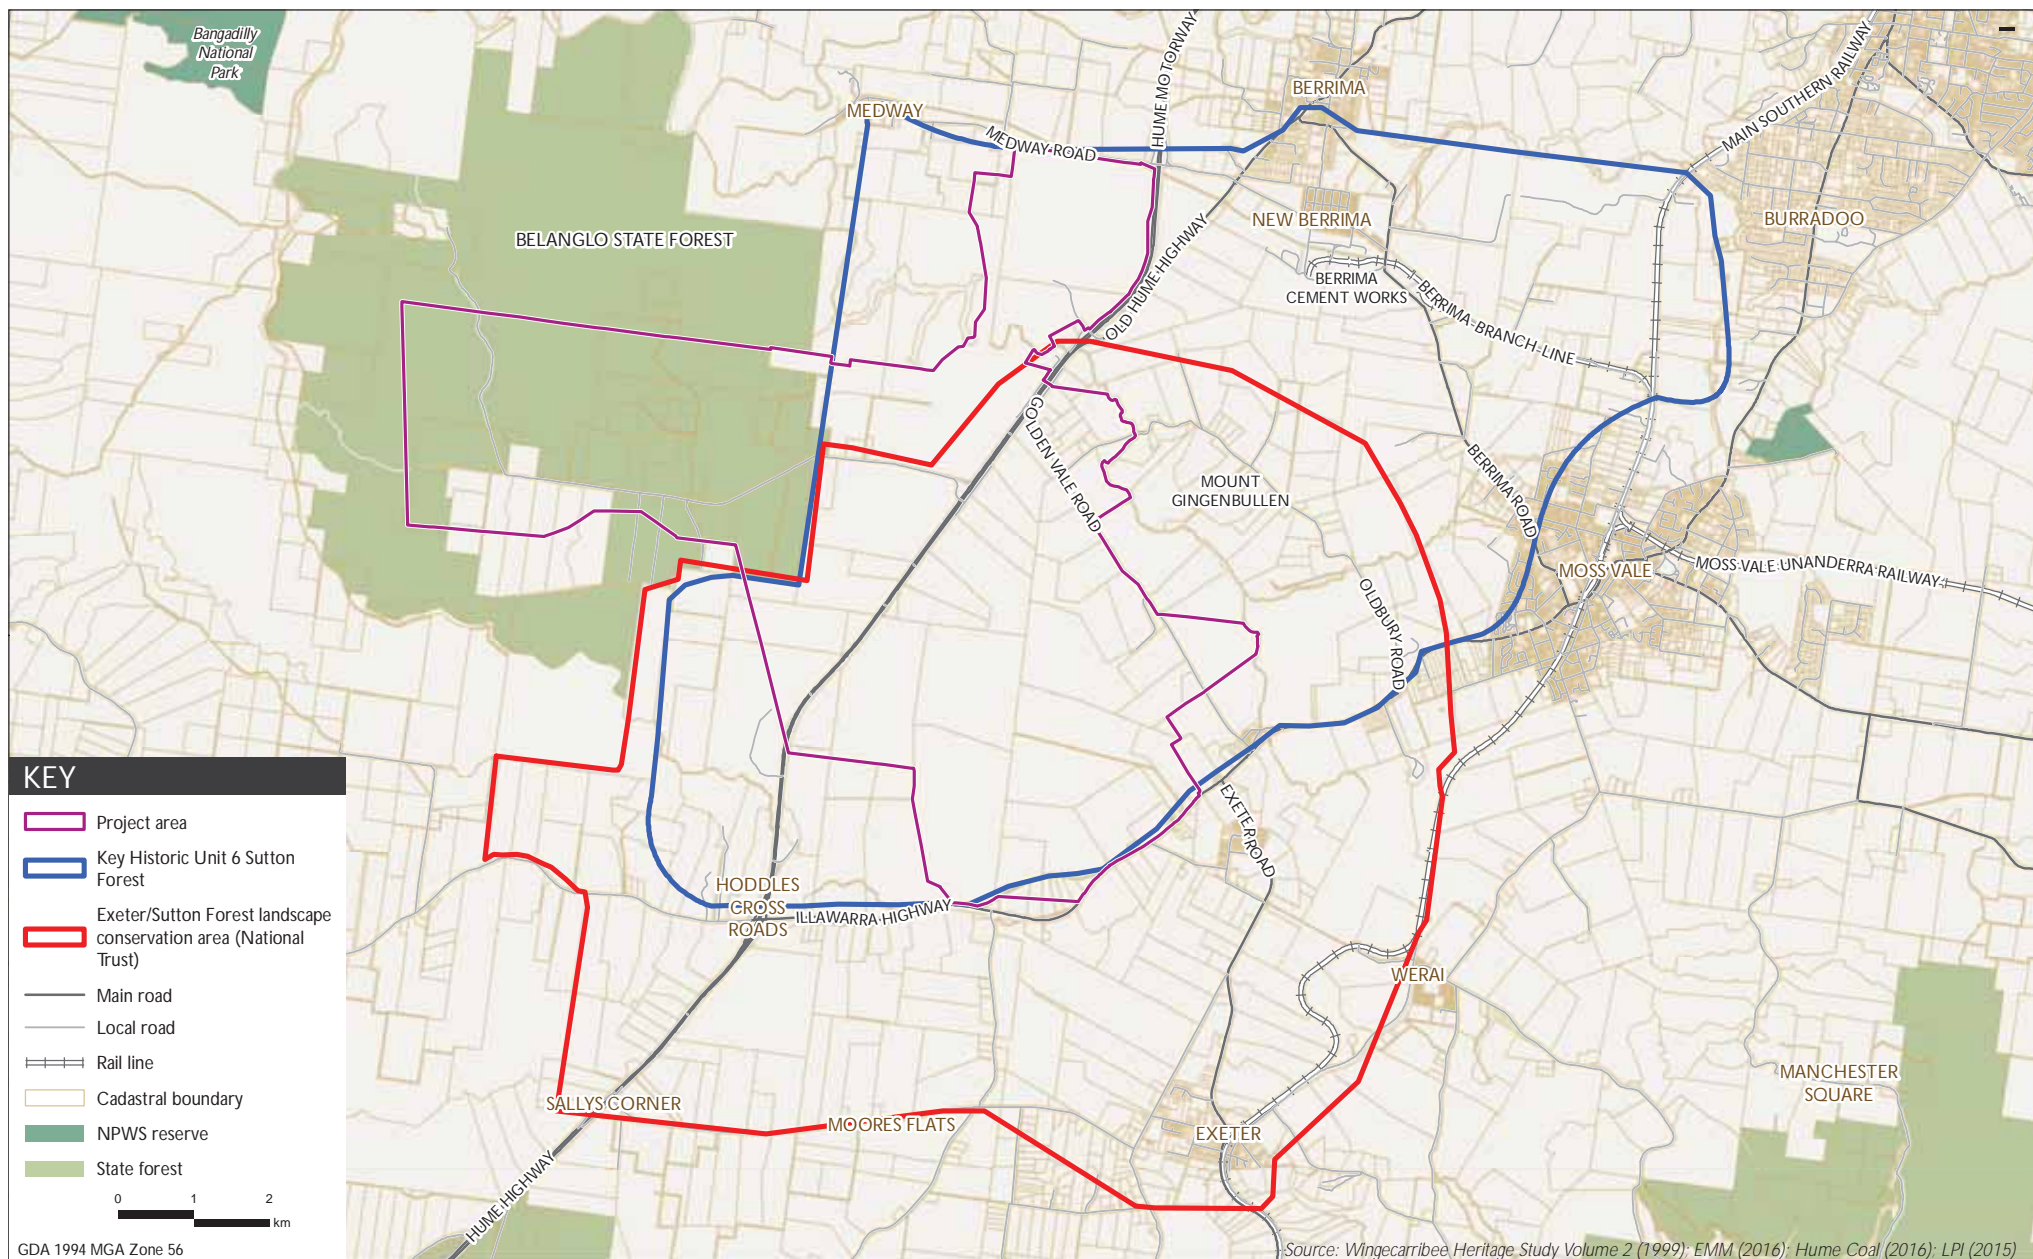 Bangadilly
National
Park
MEDWAY
MEDWAY ROAD
HUME MOTORWAY
BERRIMA
MAIN SOUTHERN RAILWAY
BELANGLO STATE FOREST
NEW BERRIMA
BURRADOO
OLD HUME HIGHWAY
BERRIMA
CEMENT WORKS
BERRIMA BRANCH LINE
GOLDEN VALE ROAD
MOUNT
GINGENBULLEN
BERRIMA ROAD
MOSS VALE
MOSS VALE UNANDERRA RAILWAY
OLDBURY ROAD
EXETER ROAD
HODDLES
CROSS
ROADS
ILLAWARRA HIGHWAY
WERAI
MANCHESTER
SQUARE
SALLYS CORNER
MOORES FLATS
EXETER
HUME HIGHWAY
KEY
Project area
Key Historic Unit 6 Sutton
Forest
Exeter/Sutton Forest landscape
conservation area (National
Trust)
Main road
Local road
Rail line
Cadastral boundary
NPWS reserve
State forest
0 1 2
km
GDA 1994 MGA Zone 56
Source: Wingecarribee Heritage Study Volume 2 (1999); EMM (2016); Hume Coal (2016); LPI (2015)